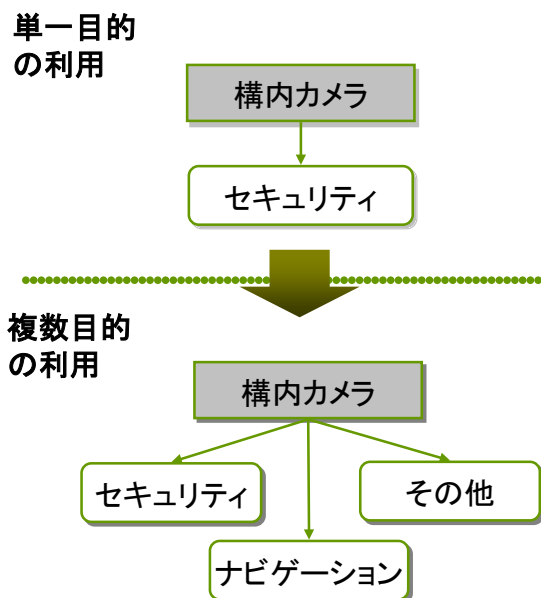 単一目的
の利用
構内カメラ
セキュリティ
複数目的
の利用
構内カメラ
セキュリティ
その他
ナビゲーション